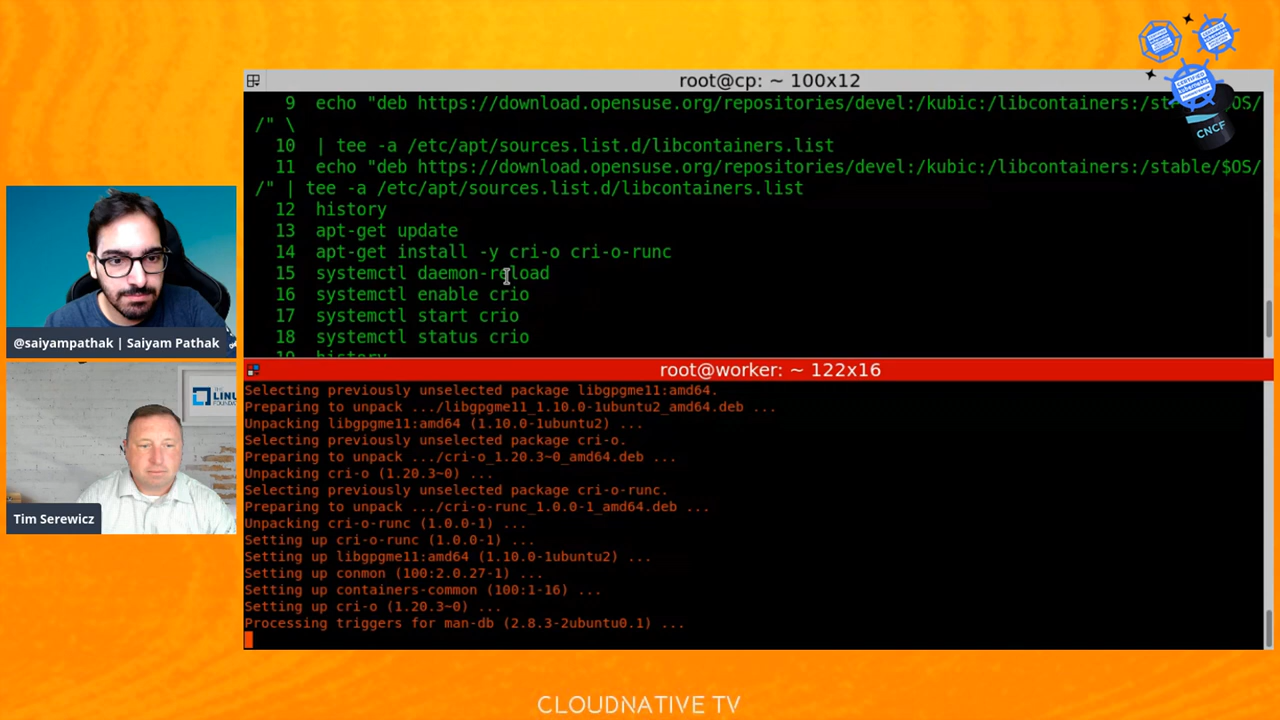 root@cp: ~ 100x12
9 echo "deb https://download.opensuse.org/repositories/devel:/kubic:/libcontainers:/st OS/
/" \
10 | tee -a /etc/apt/sources.list.d/libcontainers.list
11 echo "deb https://download.opensuse.org/repositories/devel:/kubic:/libcontainers:/stable/$OS/
/" | tee -a /etc/apt/sources.list.d/libcontainers.list
12 history
13 apt-get update
14 apt-get install -y cri-o cri-o-runc
15 systemctl daemon-reload
16 systemctl enable crio
17 systemctl start crio
18 systemctl status crio
19 history
root@worker: ~ 122x16
Selecting previously unselected package libgpgme11:amd64.
Preparing to unpack .../libgpgme11_1.10.0-1ubuntu2_amd64.deb ...
Unpacking libgpgme11:amd64 (1.10.0-1ubuntu2) ...
Selecting previously unselected package cri-o.
Preparing to unpack .../cri-o_1.20.3~0_amd64.deb ...
Unpacking cri-o (1.20.3~0) ...
Selecting previously unselected package cri-o-runc.
Preparing to unpack .../cri-o-runc_1.0.0-1_amd64.deb ...
Unpacking cri-o-runc (1.0.0-1) ...
Setting up cri-o-runc (1.0.0-1) ...
Setting up libgpgme11:amd64 (1.10.0-1ubuntu2) ...
Setting up conmon (100:2.0.27-1) ...
Setting up containers-common (100:1-16) ...
Setting up cri-o (1.20.3~0) ...
Processing triggers for man-db (2.8.3-2ubuntu0.1) ...
@saiyampathak | Saiyam Pathak
THE
LINU
FOUNDAT
Tim Serewicz
CNCF
CLOUDNATIVE TV